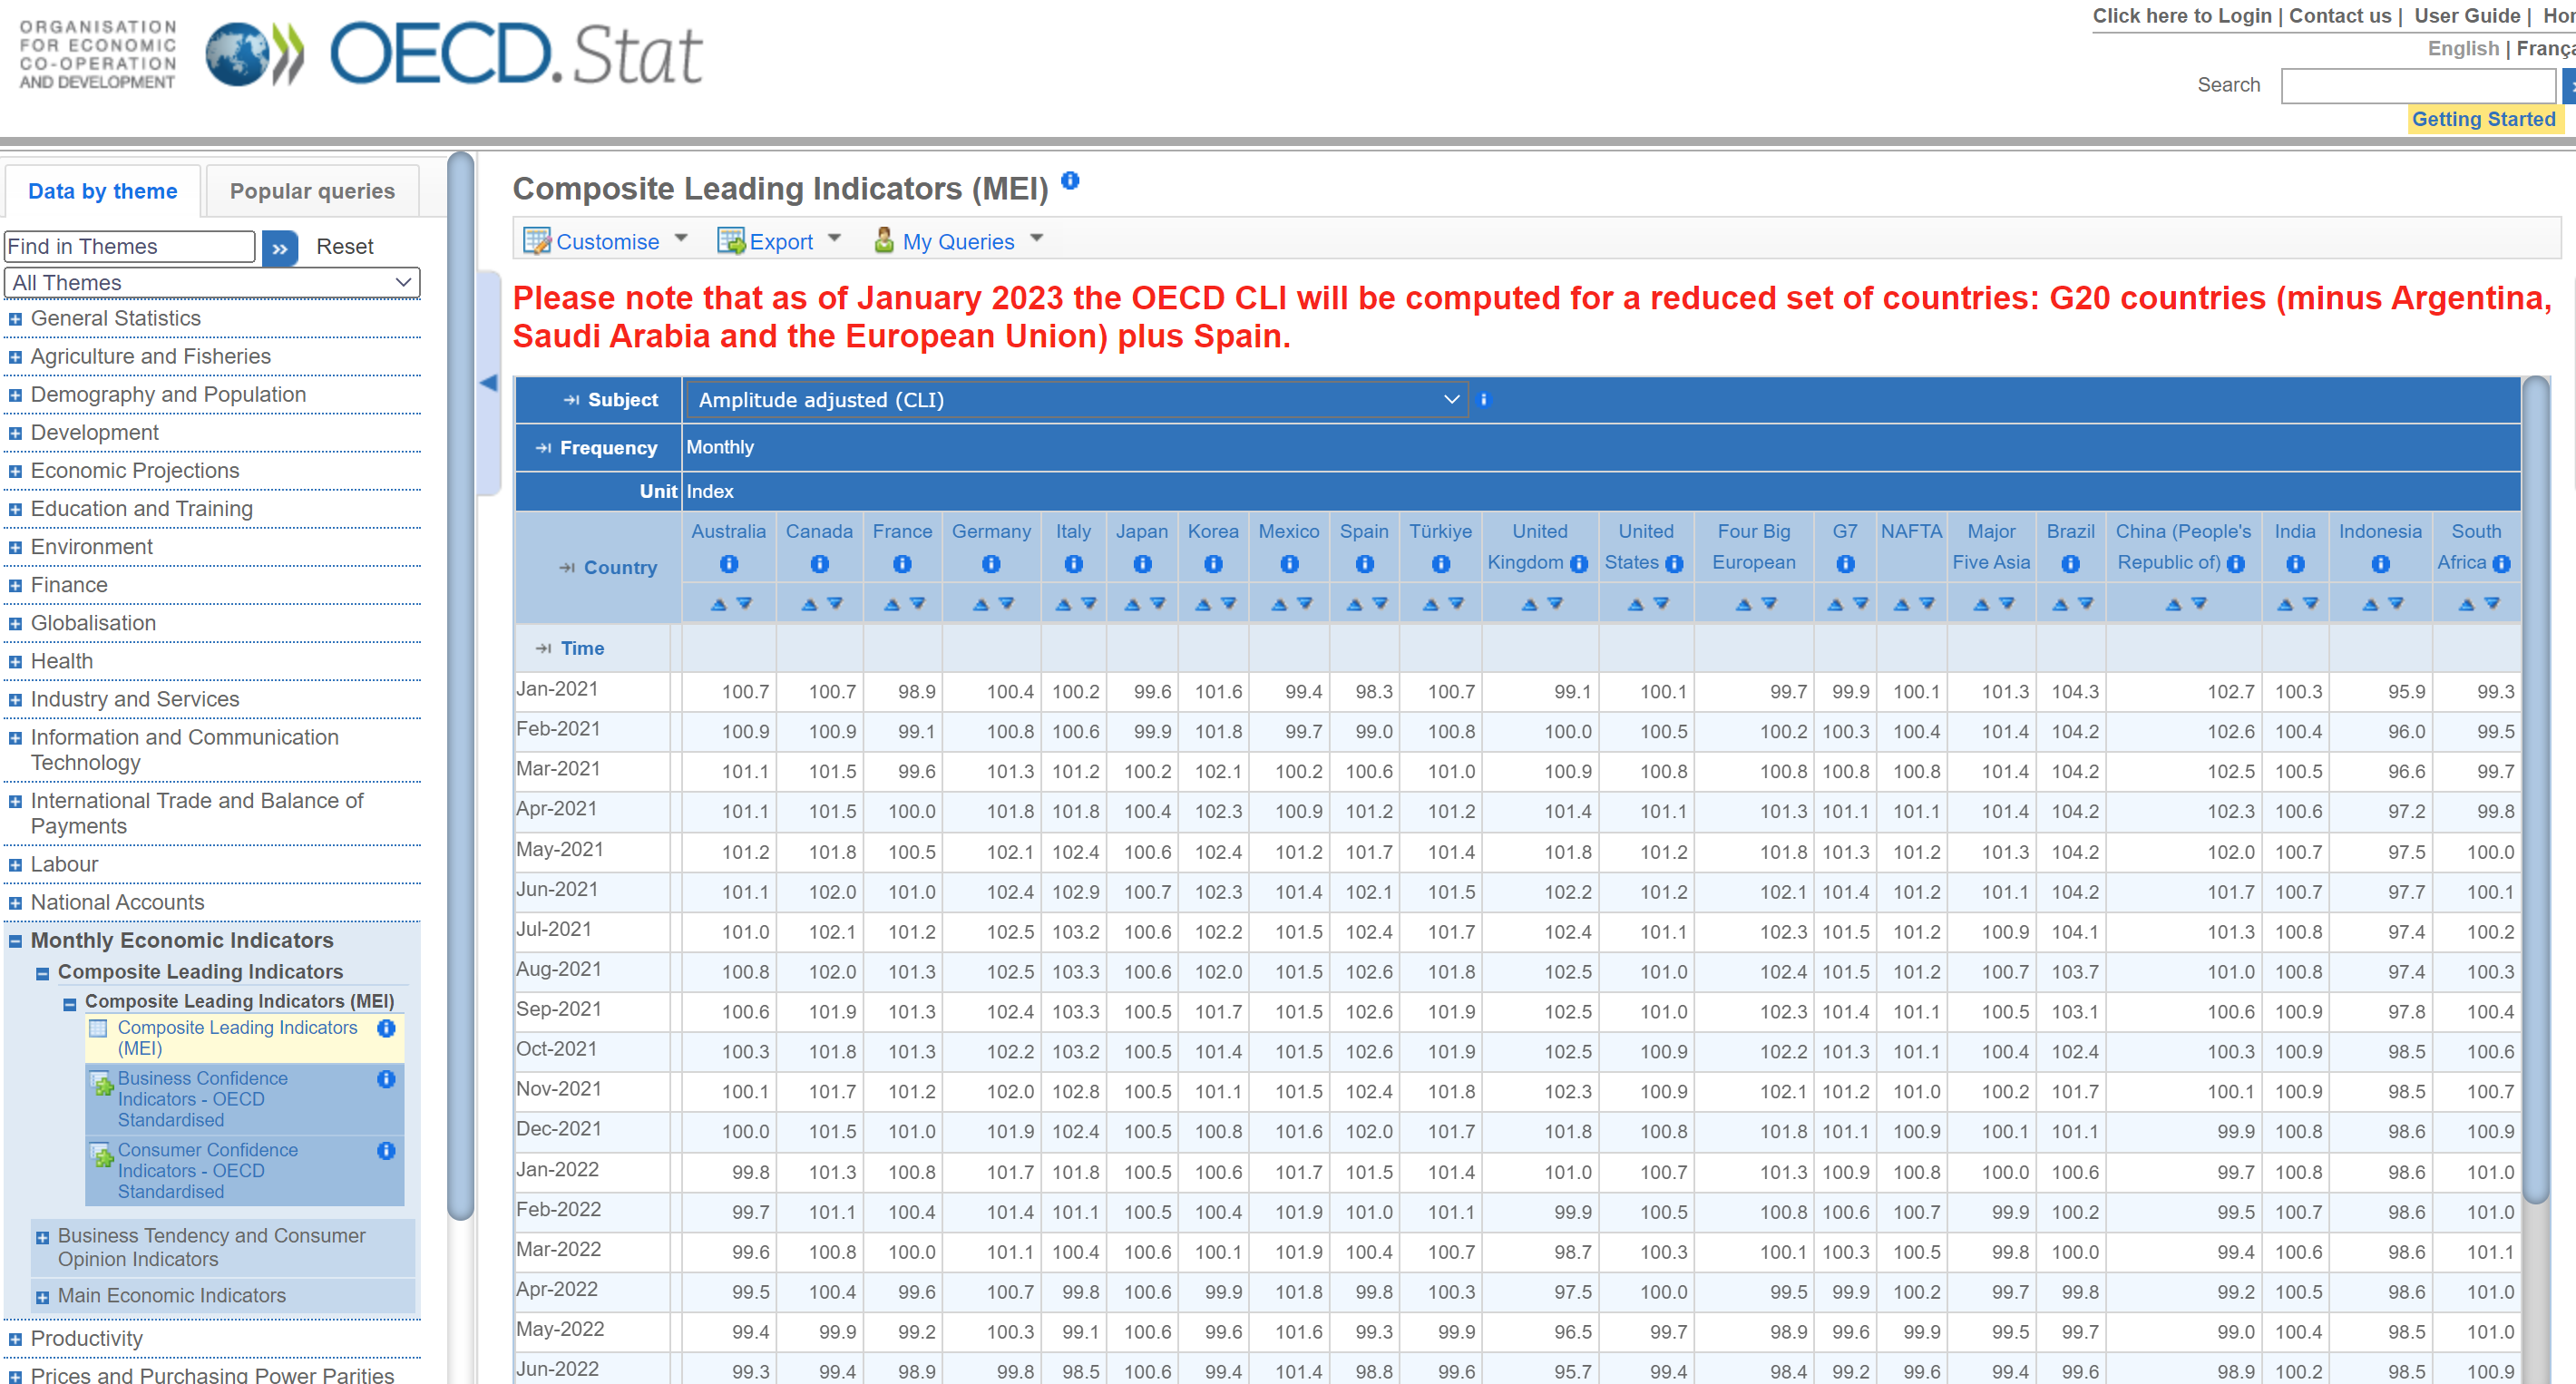 ORGANISATION
FOR ECONOMIC
CO-OPERATION
AND DEVELOPMENT
OECD.Stat
Click here to Login | Contact us | User Guide |
English |
Search
Getting Started
Data by theme
Popular queries
Find in Themes
»
Reset
All Themes
General Statistics
Agriculture and Fisheries
Demography and Population
Development
Economic Projections
Education and Training
Environment
Finance
Globalisation
Health
Industry and Services
Information and Communication
Technology
International Trade and Balance of
Payments
Labour
National Accounts
Monthly Economic Indicators
Composite Leading Indicators
Composite Leading Indicators (MEI)
Composite Leading Indicators
(MEI)
Business Confidence
Indicators - OECD
Standardised
Consumer Confidence
Indicators - OECD
Standardised
Business Tendency and Consumer
Opinion Indicators
Main Economic Indicators
Productivity
Prices and Purchasing Power Parities
Composite Leading Indicators (MEI)
Customise
Export
My Queries
Please note that as of January 2023 the OECD CLI will be computed for a reduced set of countries: G20 countries (minus Argentina,
Saudi Arabia and the European Union) plus Spain.
Subject Amplitude adjusted (CLI)
Frequency Monthly
Unit Index
Country Australia Canada France Germany Italy Japan Korea Mexico Spain Türkiye United Kingdom United States Four Big European G7 NAFTA Major Five Asia Brazil China (People's Republic of) India Indonesia South Africa
Time
Jan-2021 100.7 100.7 98.9 100.4 100.2 99.6 101.6 99.4 98.3 100.7 99.1 100.1 99.7 99.9 100.1 101.3 104.3 102.7 100.3 95.9 99.3
Feb-2021 100.9 100.9 99.1 100.8 100.6 99.9 101.8 99.7 99.0 100.8 100.0 100.5 100.2 100.3 100.4 101.4 104.2 102.6 100.4 96.0 99.5
Mar-2021 101.1 101.5 99.6 101.3 101.2 100.2 102.1 100.2 100.6 101.0 100.9 100.8 100.8 100.8 100.8 101.4 104.2 102.5 100.5 96.6 99.7
Apr-2021 101.1 101.5 100.0 101.8 101.8 100.4 102.3 100.9 101.2 101.2 101.4 101.1 101.3 101.1 101.1 101.4 104.2 102.3 100.6 97.2 99.8
May-2021 101.2 101.8 100.5 102.1 102.4 100.6 102.4 101.2 101.7 101.4 101.8 101.2 101.8 101.3 101.2 101.3 104.2 102.0 100.7 97.5 100.0
Jun-2021 101.1 102.0 101.0 102.4 102.9 100.7 102.3 101.4 102.1 101.5 102.2 101.2 102.1 101.4 101.2 101.1 104.2 101.7 100.7 97.7 100.1
Jul-2021 101.0 102.1 101.2 102.5 103.2 100.6 102.2 101.5 102.4 101.7 102.4 101.1 102.3 101.5 101.2 100.9 104.1 101.3 100.8 97.4 100.2
Aug-2021 100.8 102.0 101.3 102.5 103.3 100.6 102.0 101.5 102.6 101.8 102.5 101.0 102.4 101.5 101.2 100.7 103.7 101.0 100.8 97.4 100.3
Sep-2021 100.6 101.9 101.3 102.4 103.3 100.5 101.7 101.5 102.6 101.9 102.5 101.0 102.3 101.4 101.1 100.5 103.1 100.6 100.9 97.8 100.4
Oct-2021 100.3 101.8 101.3 102.2 103.2 100.5 101.4 101.5 102.6 101.9 102.5 100.9 102.2 101.3 101.1 100.4 102.4 100.3 100.9 98.5 100.6
Nov-2021 100.1 101.7 101.2 102.0 102.8 100.5 101.1 101.5 102.4 101.8 102.3 100.9 102.1 101.2 101.0 100.2 101.7 100.1 100.9 98.5 100.7
Dec-2021 100.0 101.5 101.0 101.9 102.4 100.5 100.8 101.6 102.0 101.7 101.8 100.8 101.8 101.1 100.9 100.1 101.1 99.9 100.8 98.6 100.9
Jan-2022 99.8 101.3 100.8 101.7 101.8 100.5 100.6 101.7 101.5 101.4 101.0 100.7 101.3 100.9 100.8 100.0 100.6 99.7 100.8 98.6 101.0
Feb-2022 99.7 101.1 100.4 101.4 101.1 100.5 100.4 101.9 101.0 101.1 99.9 100.5 100.8 100.6 100.7 99.9 100.2 99.5 100.7 98.6 101.0
Mar-2022 99.6 100.8 100.0 101.1 100.4 100.6 100.1 101.9 100.4 100.7 98.7 100.3 100.1 100.3 100.5 99.8 100.0 99.4 100.6 98.6 101.1
Apr-2022 99.5 100.4 99.6 100.7 99.8 100.6 99.9 101.8 99.8 100.3 97.5 100.0 99.5 99.9 100.2 99.7 99.8 99.2 100.5 98.6 101.0
May-2022 99.4 99.9 99.2 100.3 99.1 100.6 99.6 101.6 99.3 99.9 96.5 99.7 98.9 99.6 99.9 99.5 99.7 99.0 100.4 98.5 101.0
Jun-2022 99.3 99.4 98.9 99.8 98.5 100.6 99.4 101.4 98.8 99.6 95.7 99.4 98.4 99.2 99.6 99.4 99.6 98.9 100.2 98.5 100.9